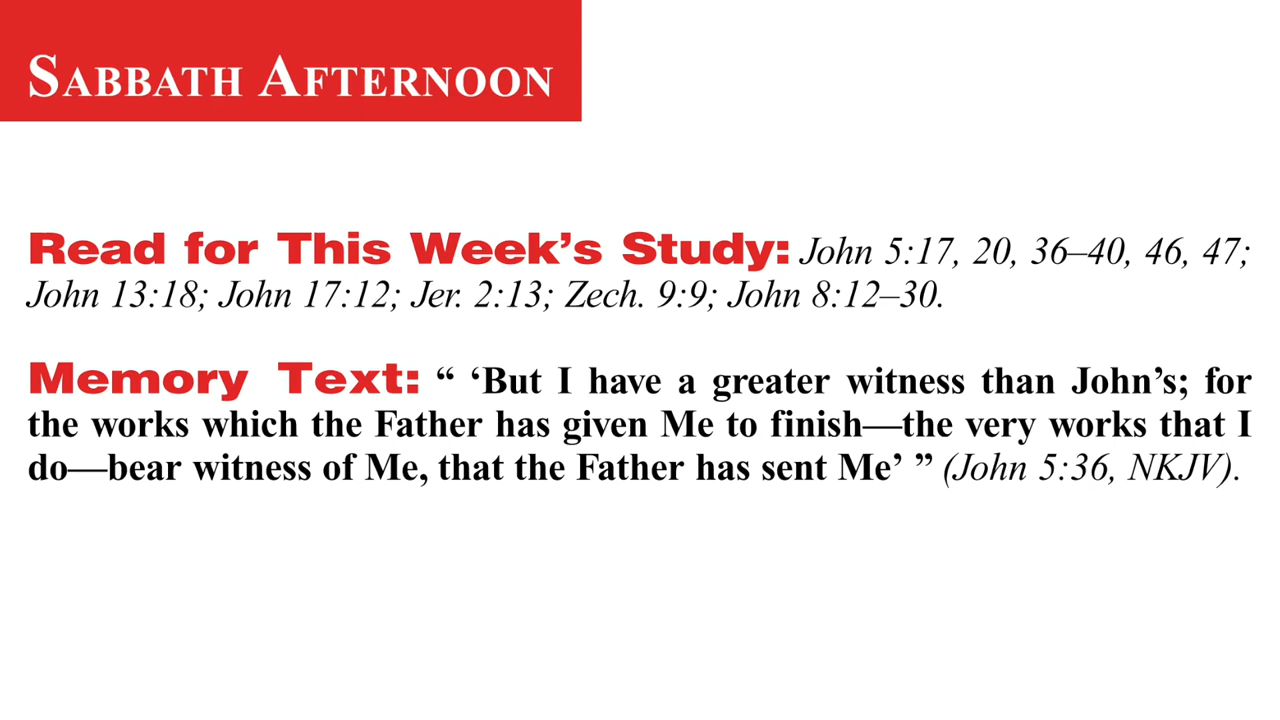 SABBATH AFTERNOON
Read for This Week’s Study: John 5:17, 20, 36–40, 46, 47;
John 13:18; John 17:12; Jer. 2:13; Zech. 9:9; John 8:12–30.
Memory Text: “ ‘But I have a greater witness than John’s; for
the works which the Father has given Me to finish—the very works that I
do—bear witness of Me, that the Father has sent Me’ ” (John 5:36, NKJV).